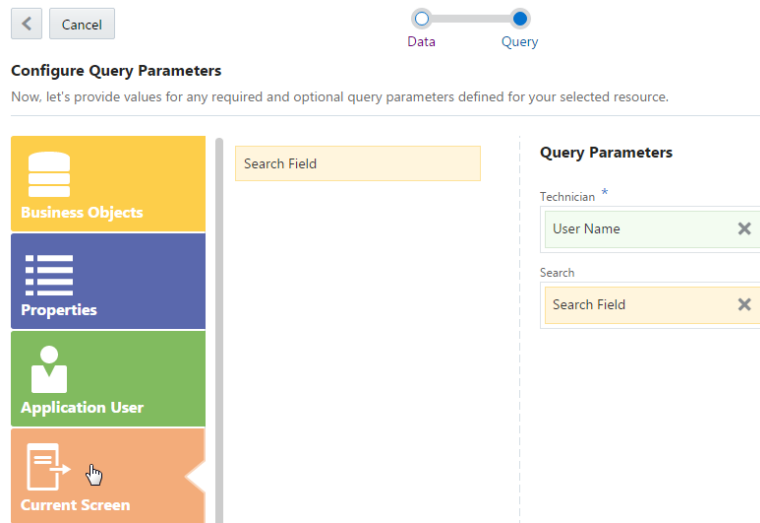 Cancel
Data
Query
Configure Query Parameters
Now, let's provide values for any required and optional query parameters defined for your selected resource.
Business Objects
Properties
Application User
Current Screen
Search Field
Query Parameters
Technician *
User Name
Search
Search Field